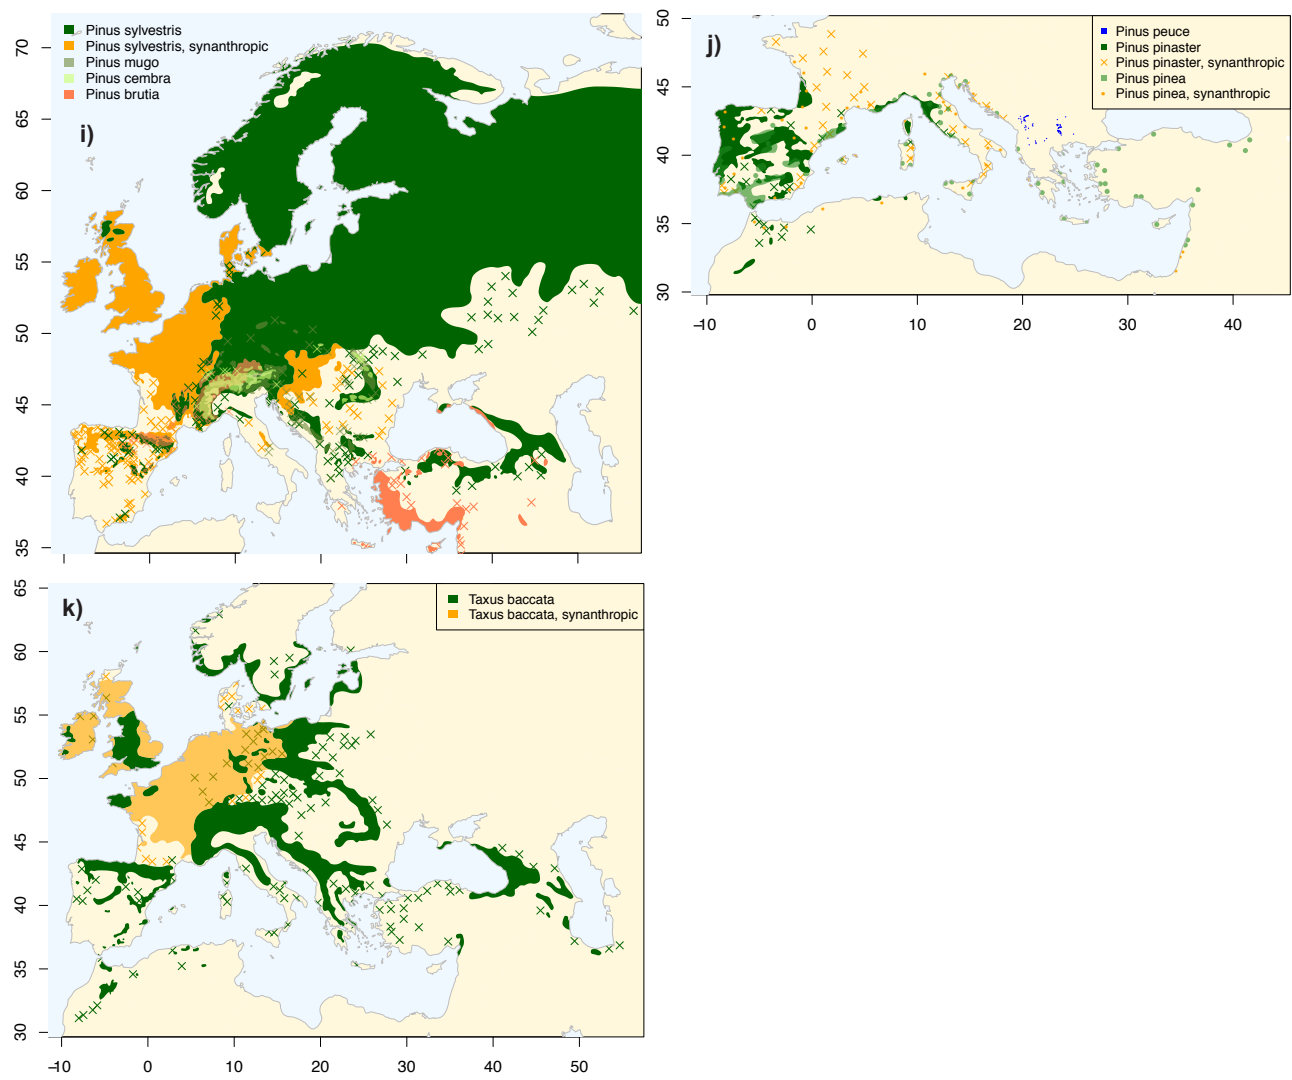 Pinus sylvestris
Pinus sylvestris, synanthropic
Pinus mugo
Pinus cembra
Pinus brutia
i)
70
65
60
55
50
45
40
35
j)
Pinus peuce
Pinus pinaster
Pinus pinaster, synanthropic
Pinus pinea
Pinus pinea, synanthropic
50
45
40
35
30
−10 0 10 20 30 40
k)
Taxus baccata
Taxus baccata, synanthropic
65
60
55
50
45
40
35
30
−10 0 10 20 30 40 50